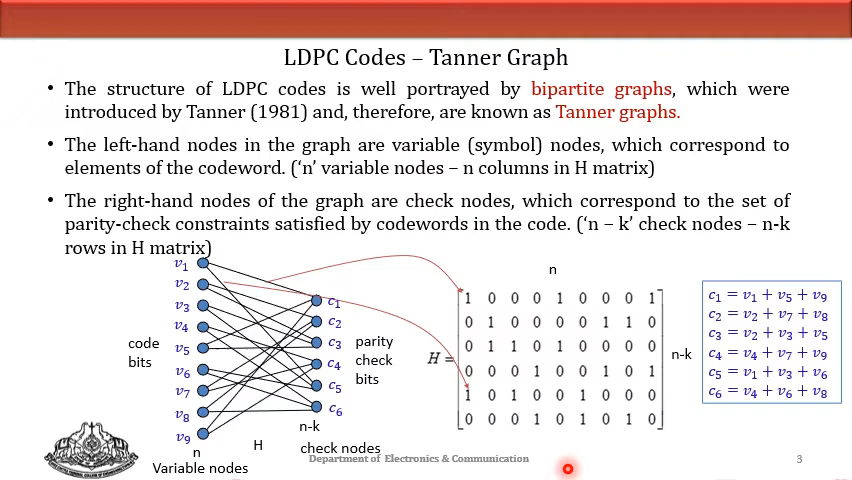 LDPC Codes – Tanner Graph
• The structure of LDPC codes is well portrayed by bipartite graphs, which were
introduced by Tanner (1981) and, therefore, are known as Tanner graphs.
• The left-hand nodes in the graph are variable (symbol) nodes, which correspond to
elements of the codeword. (‘n’ variable nodes – n columns in H matrix)
• The right-hand nodes of the graph are check nodes, which correspond to the set of
parity-check constraints satisfied by codewords in the code. (‘n – k’ check nodes – n-k
rows in H matrix)
v₁
v₂
v₃
v₄
v₅
v₆
v₇
v₈
v₉
code
bits
n
Variable nodes
H
c₁
c₂
c₃
c₄
c₅
c₆
parity
check
bits
n-k
check nodes
n
H =
1 0 0 0 1 0 0 0 1
0 1 0 0 0 0 1 1 0
0 1 1 0 1 0 0 0 0
0 0 0 1 0 0 1 0 1
1 0 1 0 0 1 0 0 0
0 0 0 1 0 1 0 1 0
n-k
c₁ = v₁ + v₅ + v₉
c₂ = v₂ + v₇ + v₈
c₃ = v₂ + v₃ + v₅
c₄ = v₄ + v₇ + v₉
c₅ = v₁ + v₃ + v₆
c₆ = v₄ + v₆ + v₈
Department of Electronics & Communication
3